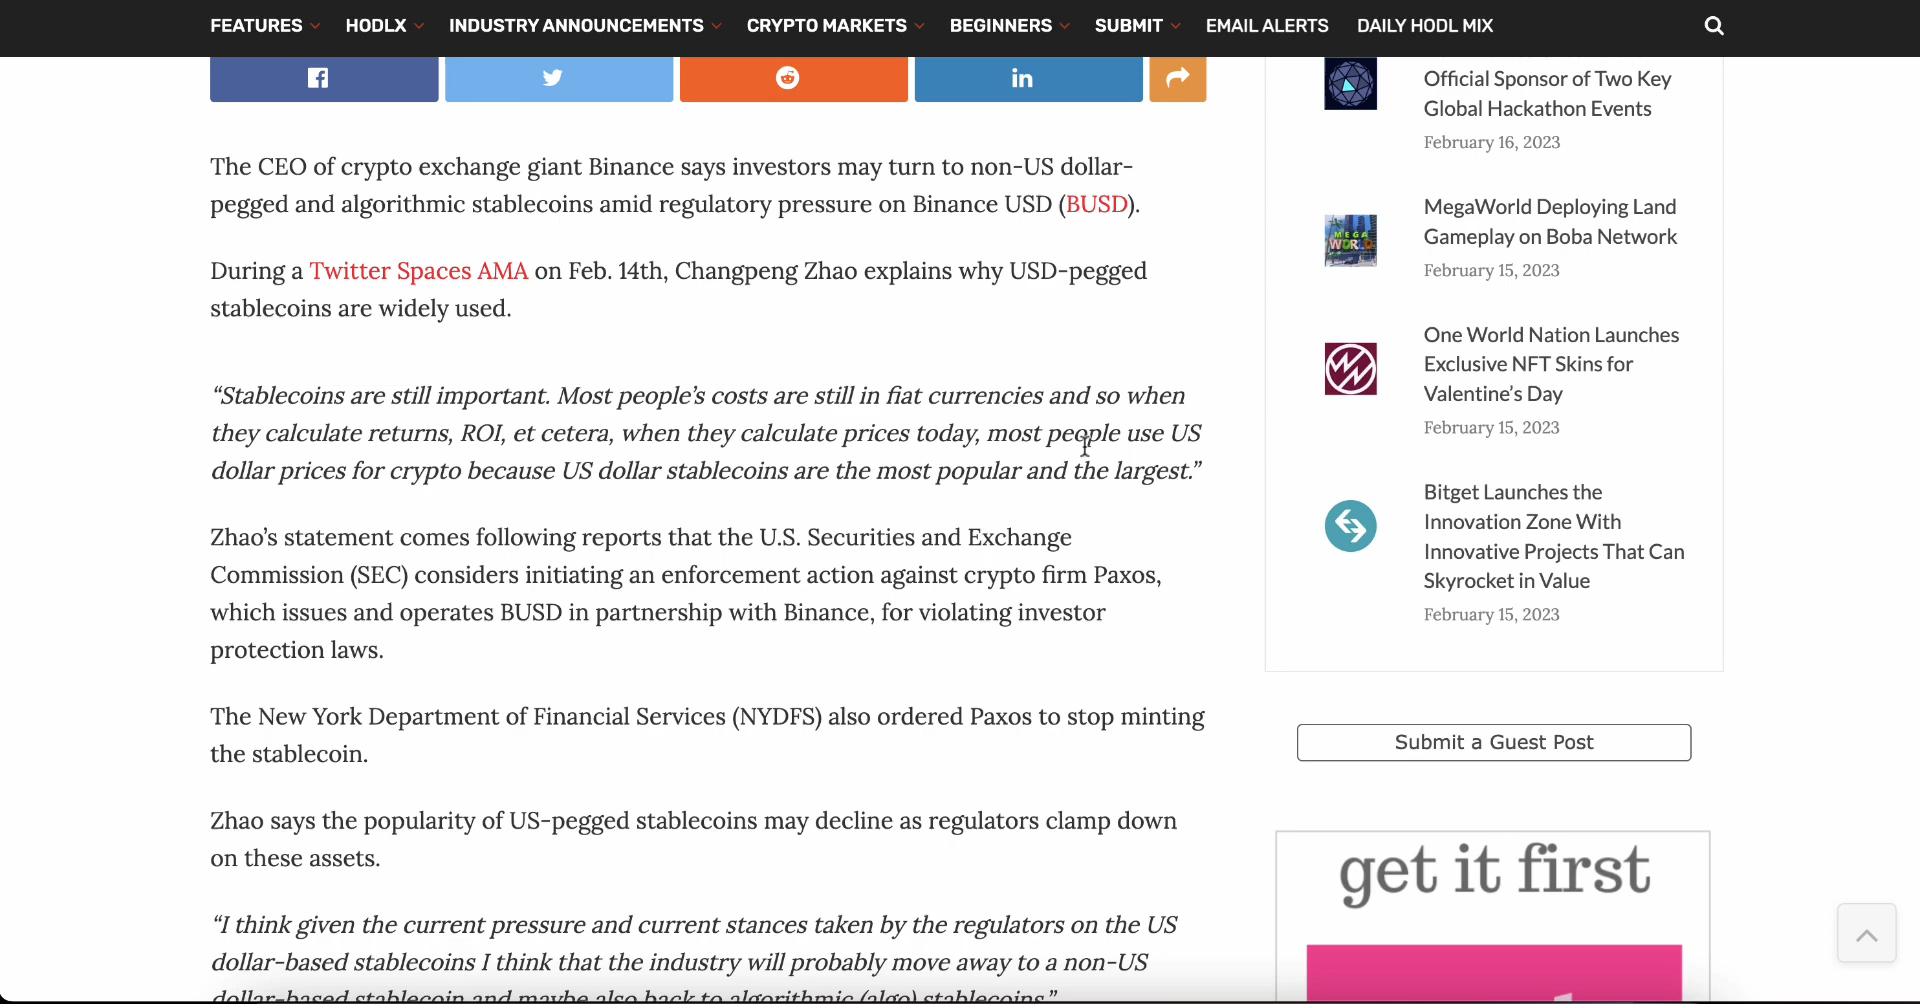 FEATURES HODLX INDUSTRY ANNOUNCEMENTS CRYPTO MARKETS BEGINNERS SUBMIT EMAIL ALERTS DAILY HODL MIX
The CEO of crypto exchange giant Binance says investors may turn to non-US dollar-
pegged and algorithmic stablecoins amid regulatory pressure on Binance USD (BUSD).
During a Twitter Spaces AMA on Feb. 14th, Changpeng Zhao explains why USD-pegged
stablecoins are widely used.
“Stablecoins are still important. Most people’s costs are still in fiat currencies and so when
they calculate returns, ROI, et cetera, when they calculate prices today, most people use US
dollar prices for crypto because US dollar stablecoins are the most popular and the largest.”
Zhao’s statement comes following reports that the U.S. Securities and Exchange
Commission (SEC) considers initiating an enforcement action against crypto firm Paxos,
which issues and operates BUSD in partnership with Binance, for violating investor
protection laws.
The New York Department of Financial Services (NYDFS) also ordered Paxos to stop minting
the stablecoin.
Zhao says the popularity of US-pegged stablecoins may decline as regulators clamp down
on these assets.
“I think given the current pressure and current stances taken by the regulators on the US
dollar-based stablecoins I think that the industry will probably move away to a non-US
dollar-based stablecoin and maybe also back to algorithmic (algo) stablecoins.”
Official Sponsor of Two Key
Global Hackathon Events
February 16, 2023
MEGA
WORLD
MegaWorld Deploying Land
Gameplay on Boba Network
February 15, 2023
One World Nation Launches
Exclusive NFT Skins for
Valentine’s Day
February 15, 2023
Bitget Launches the
Innovation Zone With
Innovative Projects That Can
Skyrocket in Value
February 15, 2023
Submit a Guest Post
get it first